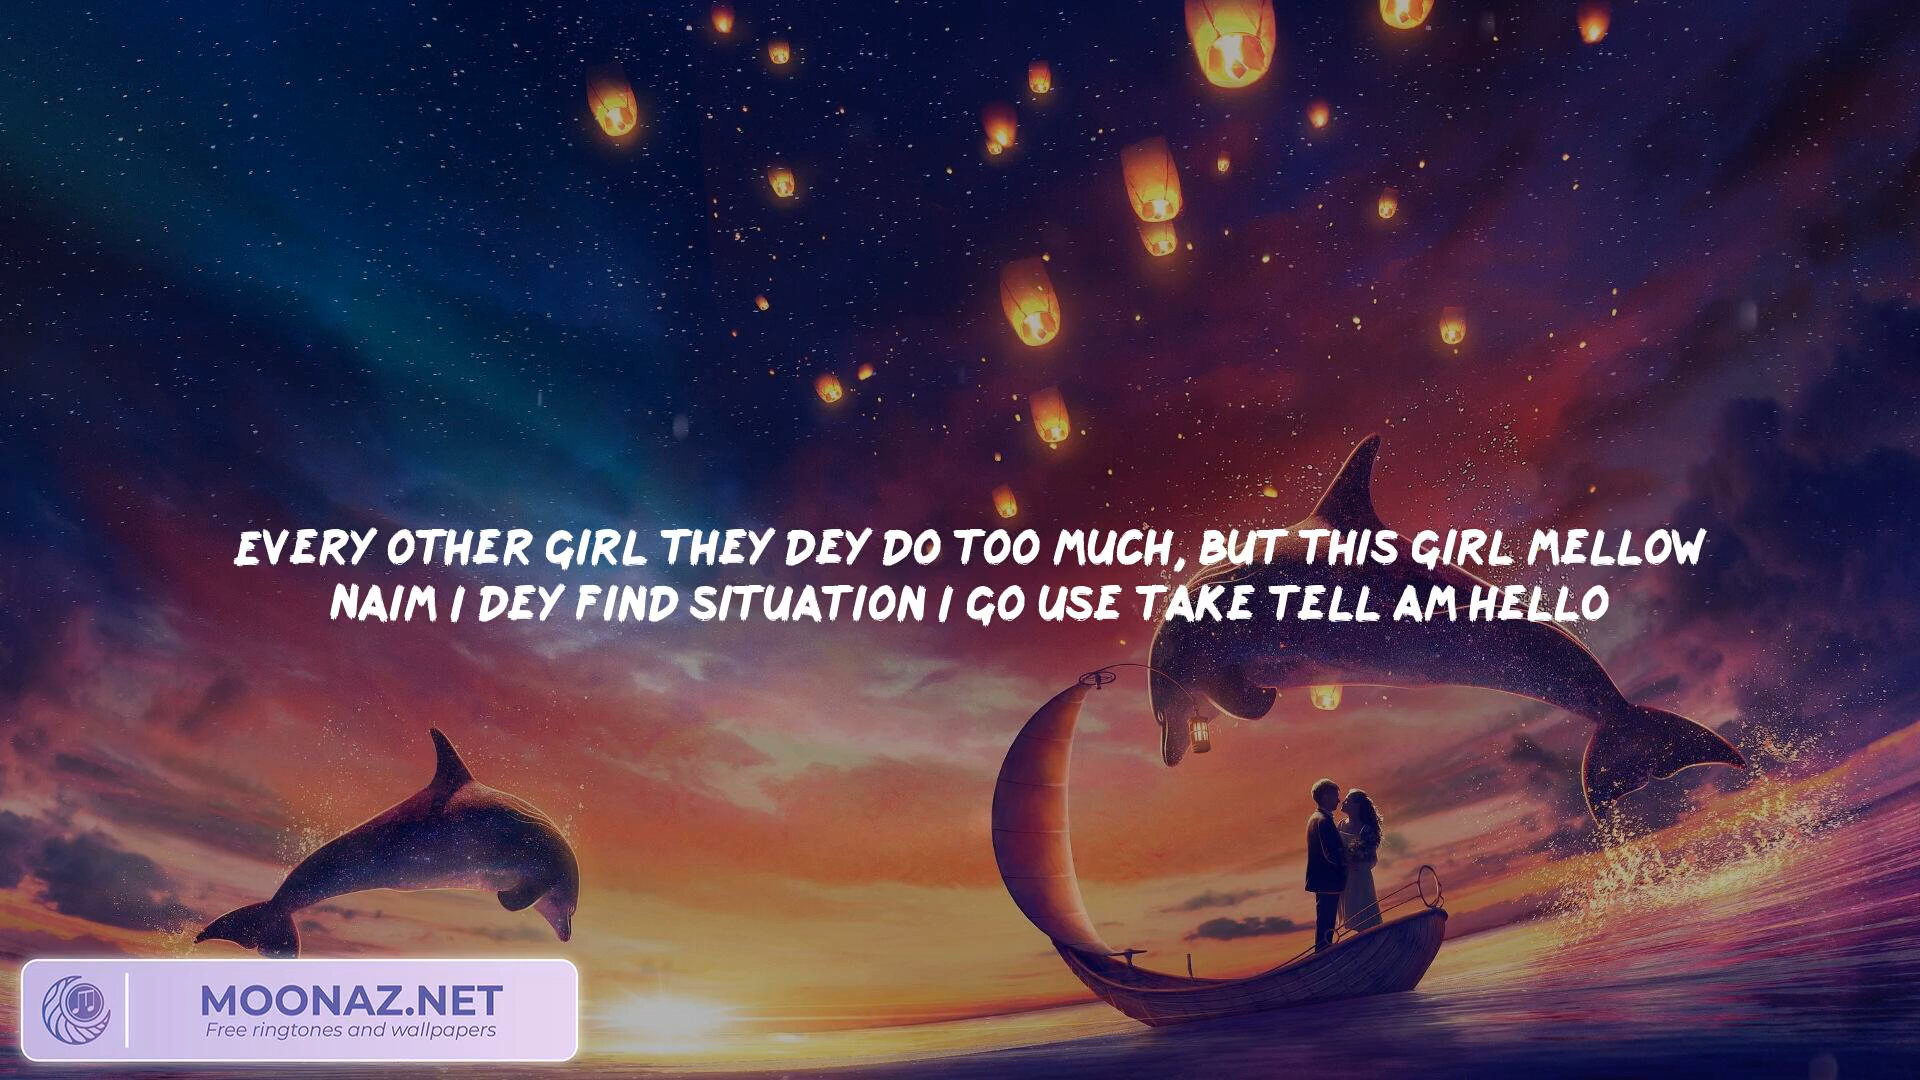 EVERY OTHER GIRL THEY DEY DO TOO MUCH, BUT THIS GIRL MELLOW
NAIM I DEY FIND SITUATION I GO USE TAKE TELL AM HELLO
MOONAZ.NET
Free ringtones and wallpapers